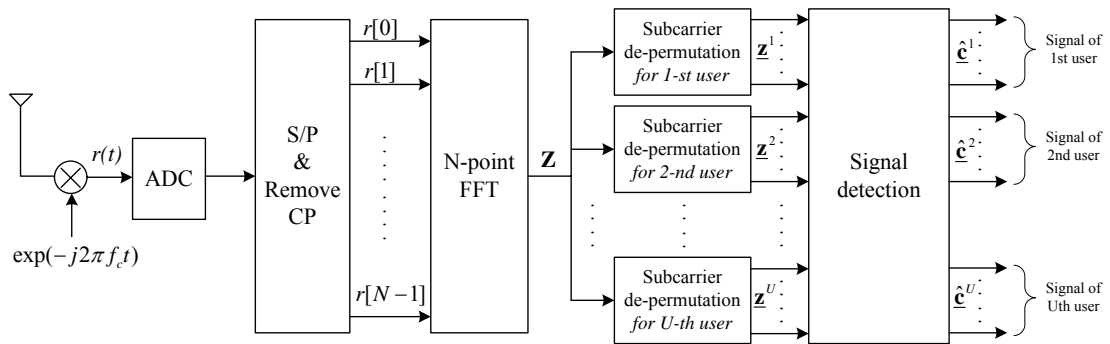 r(t)
exp(−j2π f_c t)
ADC
S/P
&
Remove
CP
r[0]
r[1]
r[N −1]
N-point
FFT
Z
Subcarrier
de-permutation
for 1-st user
z^1
Subcarrier
de-permutation
for 2-nd user
z^2
Subcarrier
de-permutation
for U-th user
z^U
Signal
detection
ĉ^1
Signal of
1st user
ĉ^2
Signal of
2nd user
ĉ^U
Signal of
Uth user